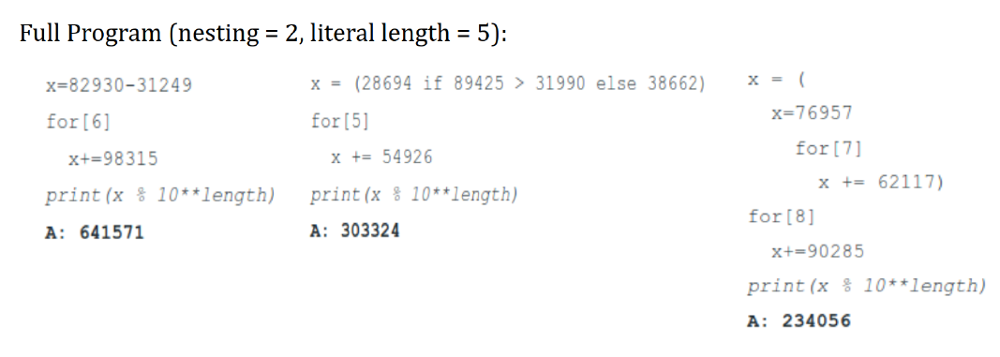 Full Program (nesting = 2, literal length = 5):
x=82930-31249
for[6]
x+=98315
print(x % 10**length)
A: 641571
x = (28694 if 89425 > 31990 else 38662)
for[5]
x += 54926
print(x % 10**length)
A: 303324
x = (
x=76957
for[7]
x += 62117)
for[8]
x+=90285
print(x % 10**length)
A: 234056